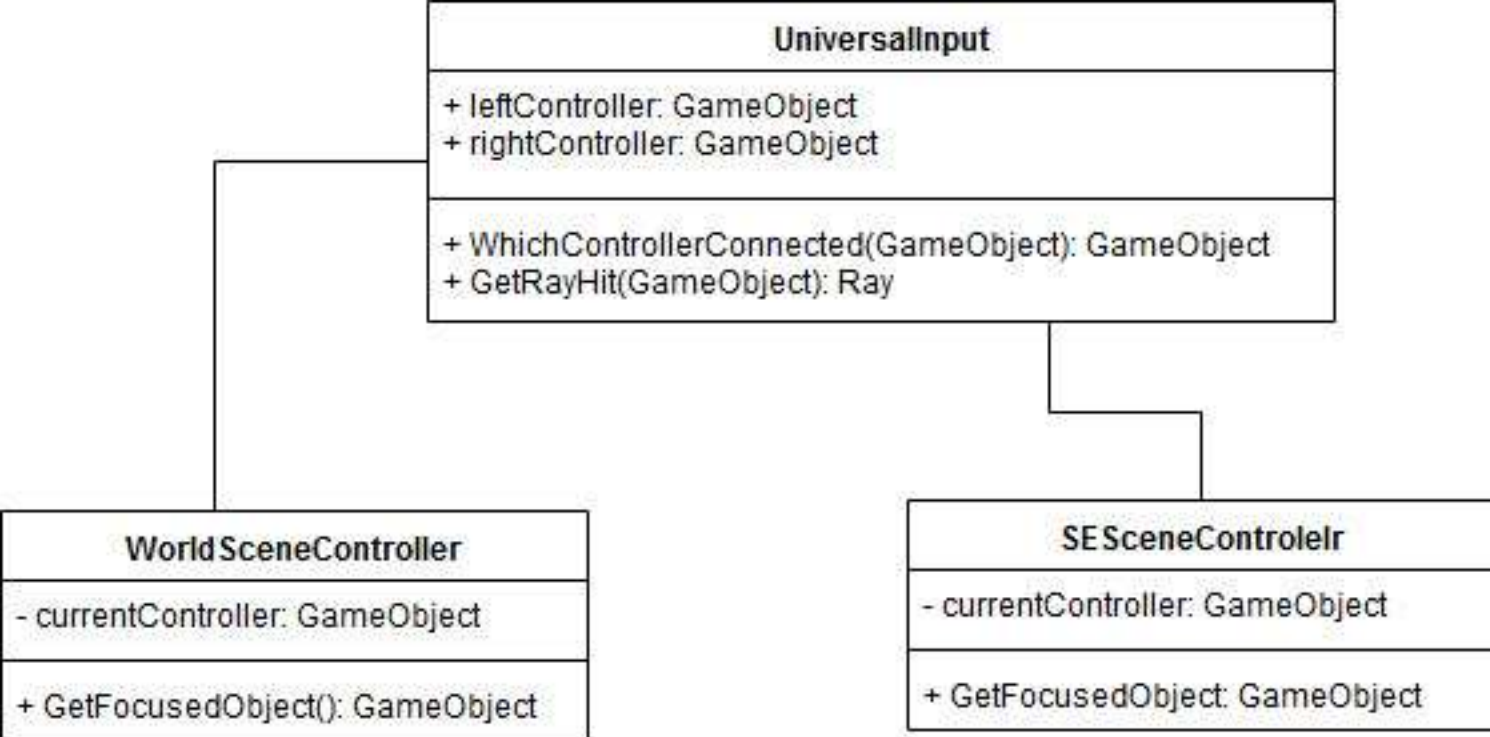 UniversalInput
+ leftController: GameObject
+ rightController: GameObject
+ WhichControllerConnected(GameObject): GameObject
+ GetRayHit(GameObject): Ray
WorldSceneController
- currentController: GameObject
+ GetFocusedObject(): GameObject
SESceneControlelr
- currentController: GameObject
+ GetFocusedObject: GameObject